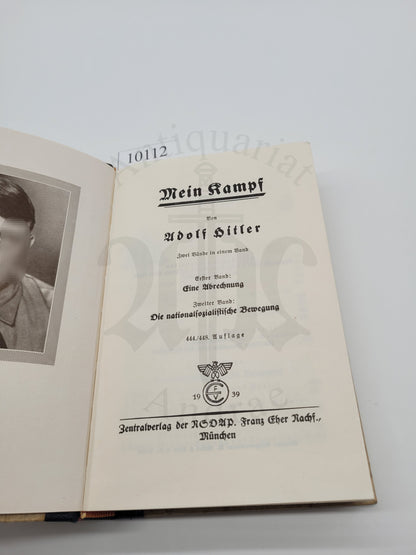 10112
Antiquariat
Mein Kampf
Von
Adolf Hitler
Zwei Bände in einem Band
Erster Band:
Eine Abrechnung
Zweiter Band:
Die nationalsozialistische Bewegung
444./448. Auflage
19 39
Zentralverlag der NSDAP. Franz Eher Nachf.,
München